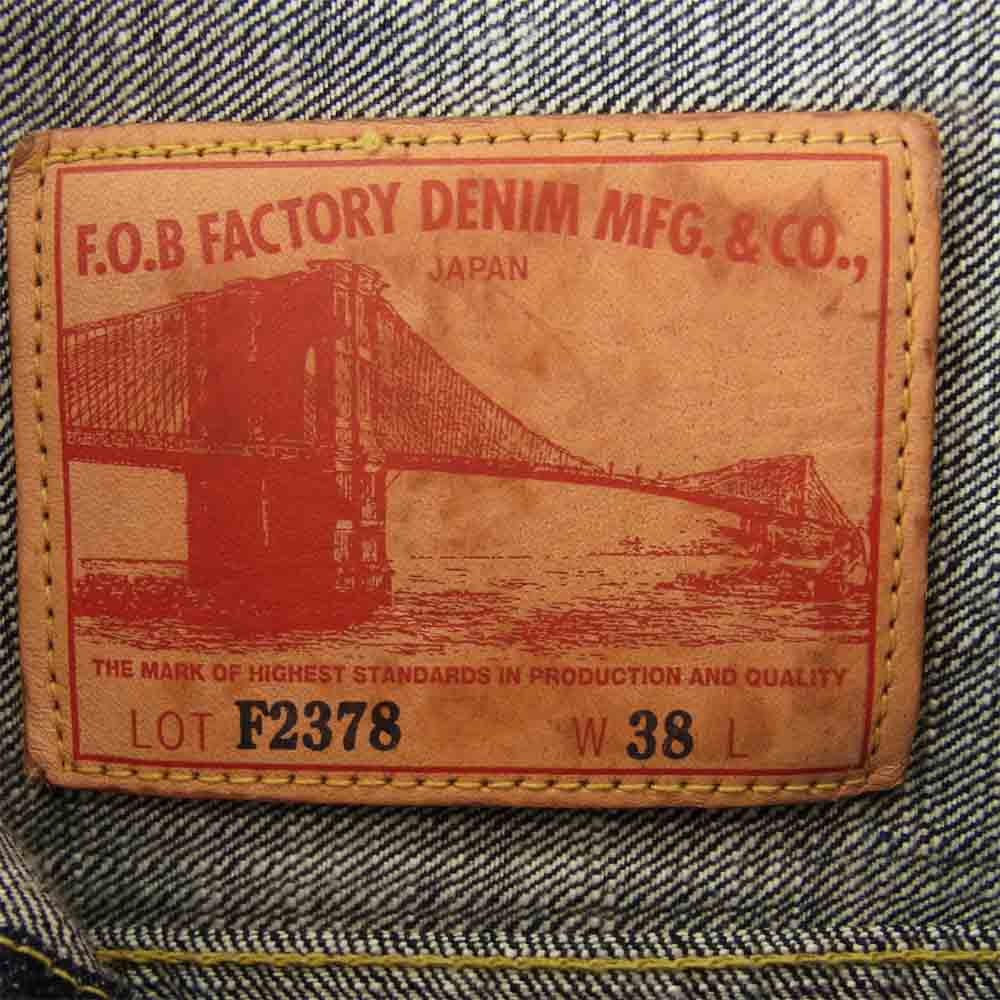 F.O.B FACTORY DENIM MFG. & CO.,
JAPAN
THE MARK OF HIGHEST STANDARDS IN PRODUCTION AND QUALITY
LOT F2378 W 38 L